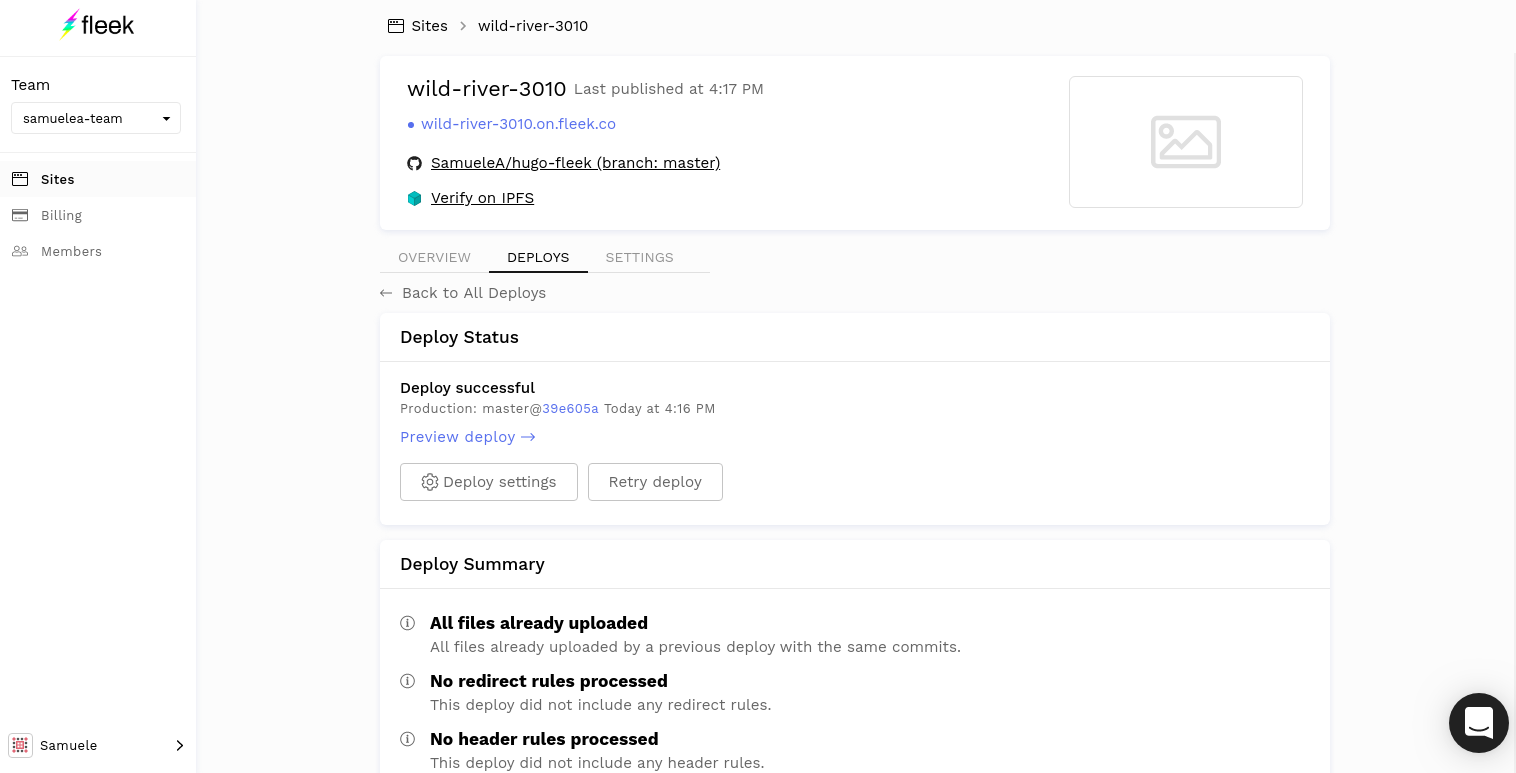 fleek
Team
samuelea-team
Sites
Billing
Members
Samuele
Sites > wild-river-3010
wild-river-3010 Last published at 4:17 PM
wild-river-3010.on.fleek.co
SamueleA/hugo-fleek (branch: master)
Verify on IPFS
OVERVIEW DEPLOYS SETTINGS
← Back to All Deploys
Deploy Status
Deploy successful
Production: master@39e605a Today at 4:16 PM
Preview deploy →
Deploy settings Retry deploy
Deploy Summary
All files already uploaded
All files already uploaded by a previous deploy with the same commits.
No redirect rules processed
This deploy did not include any redirect rules.
No header rules processed
This deploy did not include any header rules.